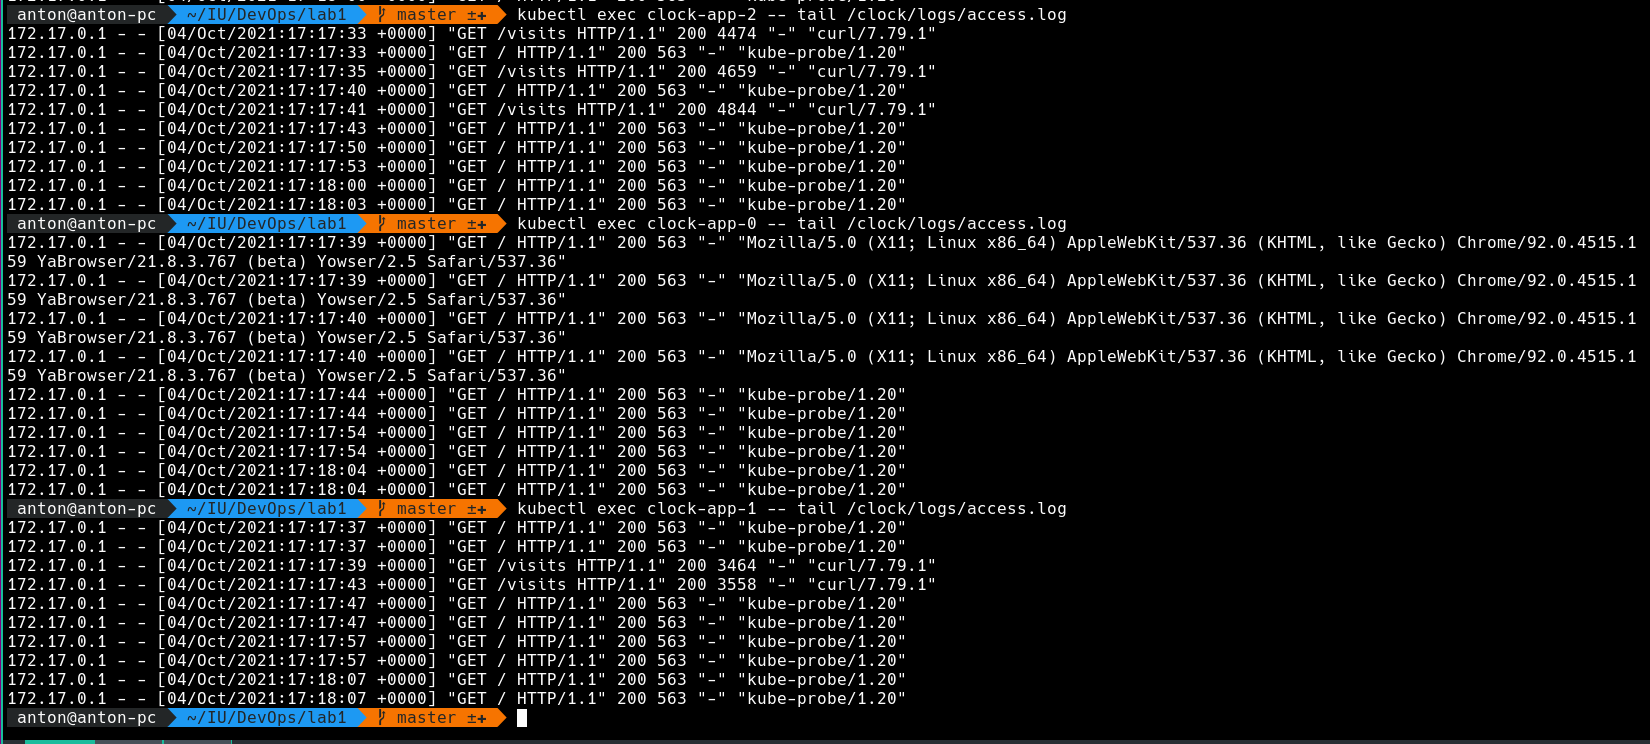 anton@anton-pc ~/IU/DevOps/lab1 master ±✚ kubectl exec clock-app-2 -- tail /clock/logs/access.log
172.17.0.1 - - [04/Oct/2021:17:17:33 +0000] "GET /visits HTTP/1.1" 200 4474 "-" "curl/7.79.1"
172.17.0.1 - - [04/Oct/2021:17:17:33 +0000] "GET / HTTP/1.1" 200 563 "-" "kube-probe/1.20"
172.17.0.1 - - [04/Oct/2021:17:17:35 +0000] "GET /visits HTTP/1.1" 200 4659 "-" "curl/7.79.1"
172.17.0.1 - - [04/Oct/2021:17:17:40 +0000] "GET / HTTP/1.1" 200 563 "-" "kube-probe/1.20"
172.17.0.1 - - [04/Oct/2021:17:17:41 +0000] "GET /visits HTTP/1.1" 200 4844 "-" "curl/7.79.1"
172.17.0.1 - - [04/Oct/2021:17:17:43 +0000] "GET / HTTP/1.1" 200 563 "-" "kube-probe/1.20"
172.17.0.1 - - [04/Oct/2021:17:17:50 +0000] "GET / HTTP/1.1" 200 563 "-" "kube-probe/1.20"
172.17.0.1 - - [04/Oct/2021:17:17:53 +0000] "GET / HTTP/1.1" 200 563 "-" "kube-probe/1.20"
172.17.0.1 - - [04/Oct/2021:17:18:00 +0000] "GET / HTTP/1.1" 200 563 "-" "kube-probe/1.20"
172.17.0.1 - - [04/Oct/2021:17:18:03 +0000] "GET / HTTP/1.1" 200 563 "-" "kube-probe/1.20"
anton@anton-pc ~/IU/DevOps/lab1 master ±✚ kubectl exec clock-app-0 -- tail /clock/logs/access.log
172.17.0.1 - - [04/Oct/2021:17:17:39 +0000] "GET / HTTP/1.1" 200 563 "-" "Mozilla/5.0 (X11; Linux x86_64) AppleWebKit/537.36 (KHTML, like Gecko) Chrome/92.0.4515.1
59 YaBrowser/21.8.3.767 (beta) Yowser/2.5 Safari/537.36"
172.17.0.1 - - [04/Oct/2021:17:17:39 +0000] "GET / HTTP/1.1" 200 563 "-" "Mozilla/5.0 (X11; Linux x86_64) AppleWebKit/537.36 (KHTML, like Gecko) Chrome/92.0.4515.1
59 YaBrowser/21.8.3.767 (beta) Yowser/2.5 Safari/537.36"
172.17.0.1 - - [04/Oct/2021:17:17:40 +0000] "GET / HTTP/1.1" 200 563 "-" "Mozilla/5.0 (X11; Linux x86_64) AppleWebKit/537.36 (KHTML, like Gecko) Chrome/92.0.4515.1
59 YaBrowser/21.8.3.767 (beta) Yowser/2.5 Safari/537.36"
172.17.0.1 - - [04/Oct/2021:17:17:40 +0000] "GET / HTTP/1.1" 200 563 "-" "Mozilla/5.0 (X11; Linux x86_64) AppleWebKit/537.36 (KHTML, like Gecko) Chrome/92.0.4515.1
59 YaBrowser/21.8.3.767 (beta) Yowser/2.5 Safari/537.36"
172.17.0.1 - - [04/Oct/2021:17:17:44 +0000] "GET / HTTP/1.1" 200 563 "-" "kube-probe/1.20"
172.17.0.1 - - [04/Oct/2021:17:17:44 +0000] "GET / HTTP/1.1" 200 563 "-" "kube-probe/1.20"
172.17.0.1 - - [04/Oct/2021:17:17:54 +0000] "GET / HTTP/1.1" 200 563 "-" "kube-probe/1.20"
172.17.0.1 - - [04/Oct/2021:17:17:54 +0000] "GET / HTTP/1.1" 200 563 "-" "kube-probe/1.20"
172.17.0.1 - - [04/Oct/2021:17:18:04 +0000] "GET / HTTP/1.1" 200 563 "-" "kube-probe/1.20"
172.17.0.1 - - [04/Oct/2021:17:18:04 +0000] "GET / HTTP/1.1" 200 563 "-" "kube-probe/1.20"
anton@anton-pc ~/IU/DevOps/lab1 master ±✚ kubectl exec clock-app-1 -- tail /clock/logs/access.log
172.17.0.1 - - [04/Oct/2021:17:17:37 +0000] "GET / HTTP/1.1" 200 563 "-" "kube-probe/1.20"
172.17.0.1 - - [04/Oct/2021:17:17:37 +0000] "GET / HTTP/1.1" 200 563 "-" "kube-probe/1.20"
172.17.0.1 - - [04/Oct/2021:17:17:39 +0000] "GET /visits HTTP/1.1" 200 3464 "-" "curl/7.79.1"
172.17.0.1 - - [04/Oct/2021:17:17:43 +0000] "GET /visits HTTP/1.1" 200 3558 "-" "curl/7.79.1"
172.17.0.1 - - [04/Oct/2021:17:17:47 +0000] "GET / HTTP/1.1" 200 563 "-" "kube-probe/1.20"
172.17.0.1 - - [04/Oct/2021:17:17:47 +0000] "GET / HTTP/1.1" 200 563 "-" "kube-probe/1.20"
172.17.0.1 - - [04/Oct/2021:17:17:57 +0000] "GET / HTTP/1.1" 200 563 "-" "kube-probe/1.20"
172.17.0.1 - - [04/Oct/2021:17:17:57 +0000] "GET / HTTP/1.1" 200 563 "-" "kube-probe/1.20"
172.17.0.1 - - [04/Oct/2021:17:18:07 +0000] "GET / HTTP/1.1" 200 563 "-" "kube-probe/1.20"
172.17.0.1 - - [04/Oct/2021:17:18:07 +0000] "GET / HTTP/1.1" 200 563 "-" "kube-probe/1.20"
anton@anton-pc ~/IU/DevOps/lab1 master ±✚